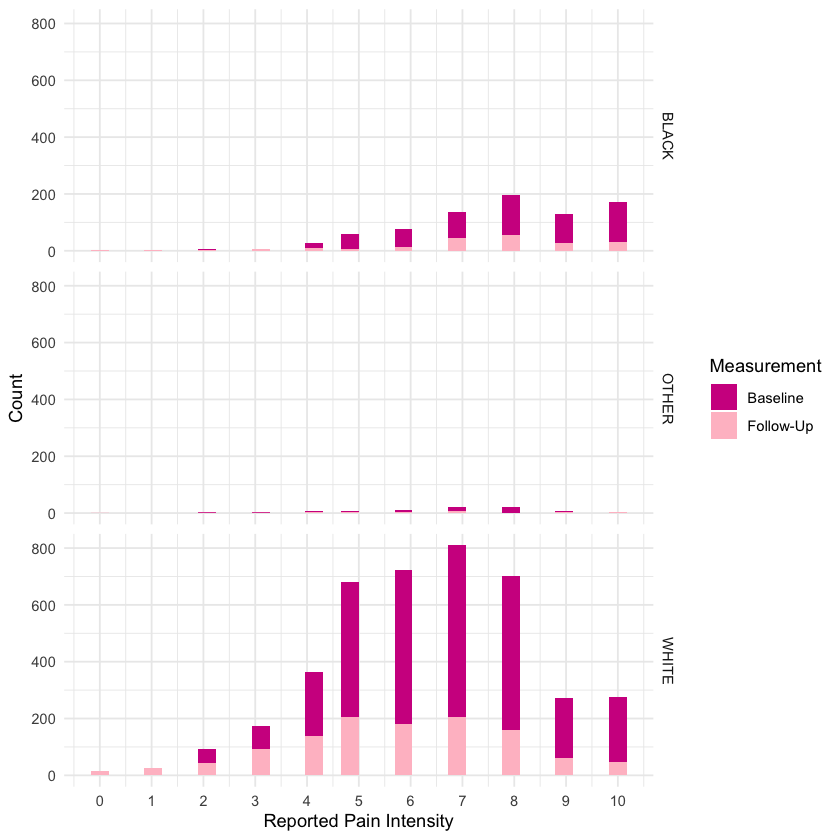 800
600
400
200
0
BLACK
800
600
400
200
0
OTHER
800
600
400
200
0
WHITE
Count
0 1 2 3 4 5 6 7 8 9 10
Reported Pain Intensity
Measurement
Baseline
Follow-Up